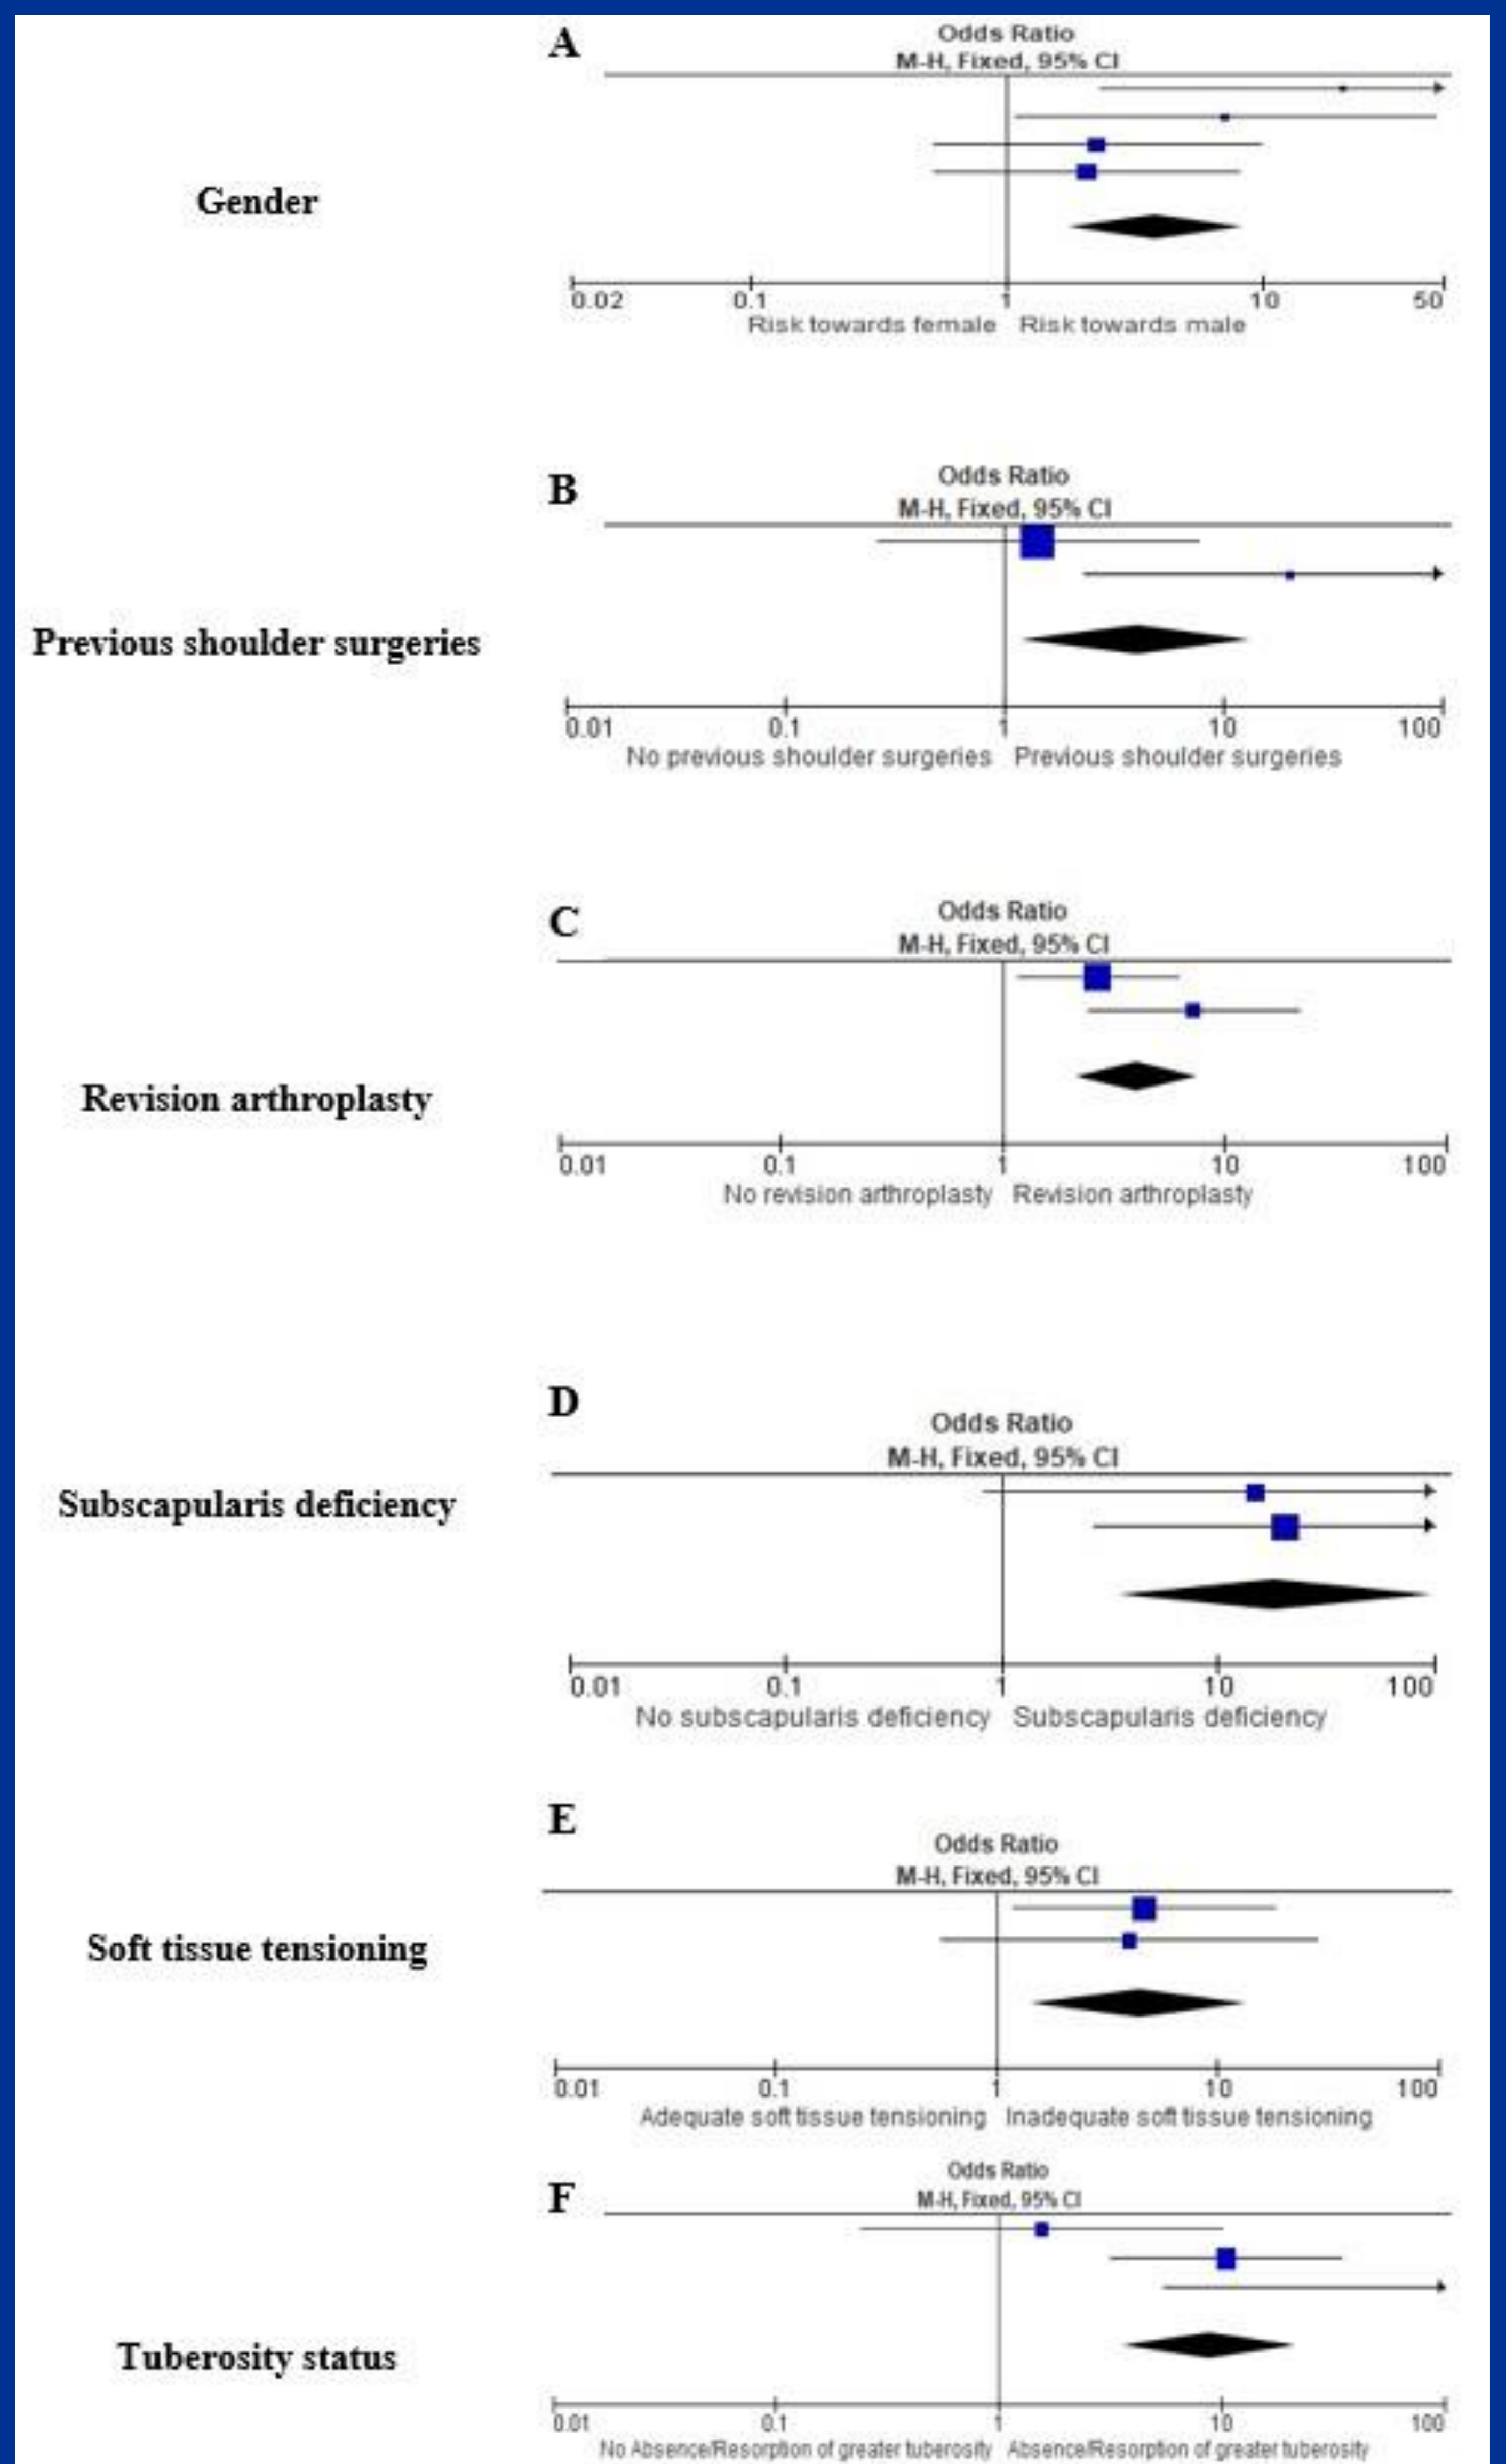 A
Odds Ratio
M-H, Fixed, 95% CI
Gender
0.02 0.1 1 10 50
Risk towards female Risk towards male
B
Odds Ratio
M-H, Fixed, 95% CI
Previous shoulder surgeries
0.01 0.1 1 10 100
No previous shoulder surgeries Previous shoulder surgeries
C
Odds Ratio
M-H, Fixed, 95% CI
Revision arthroplasty
0.01 0.1 1 10 100
No revision arthroplasty Revision arthroplasty
D
Odds Ratio
M-H, Fixed, 95% CI
Subscapularis deficiency
0.01 0.1 1 10 100
No subscapularis deficiency Subscapularis deficiency
E
Odds Ratio
M-H, Fixed, 95% CI
Soft tissue tensioning
0.01 0.1 1 10 100
Adequate soft tissue tensioning Inadequate soft tissue tensioning
F
Odds Ratio
M-H, Fixed, 95% CI
Tuberosity status
0.01 0.1 1 10 100
No Absence/Resorption of greater tuberosity Absence/Resorption of greater tuberosity